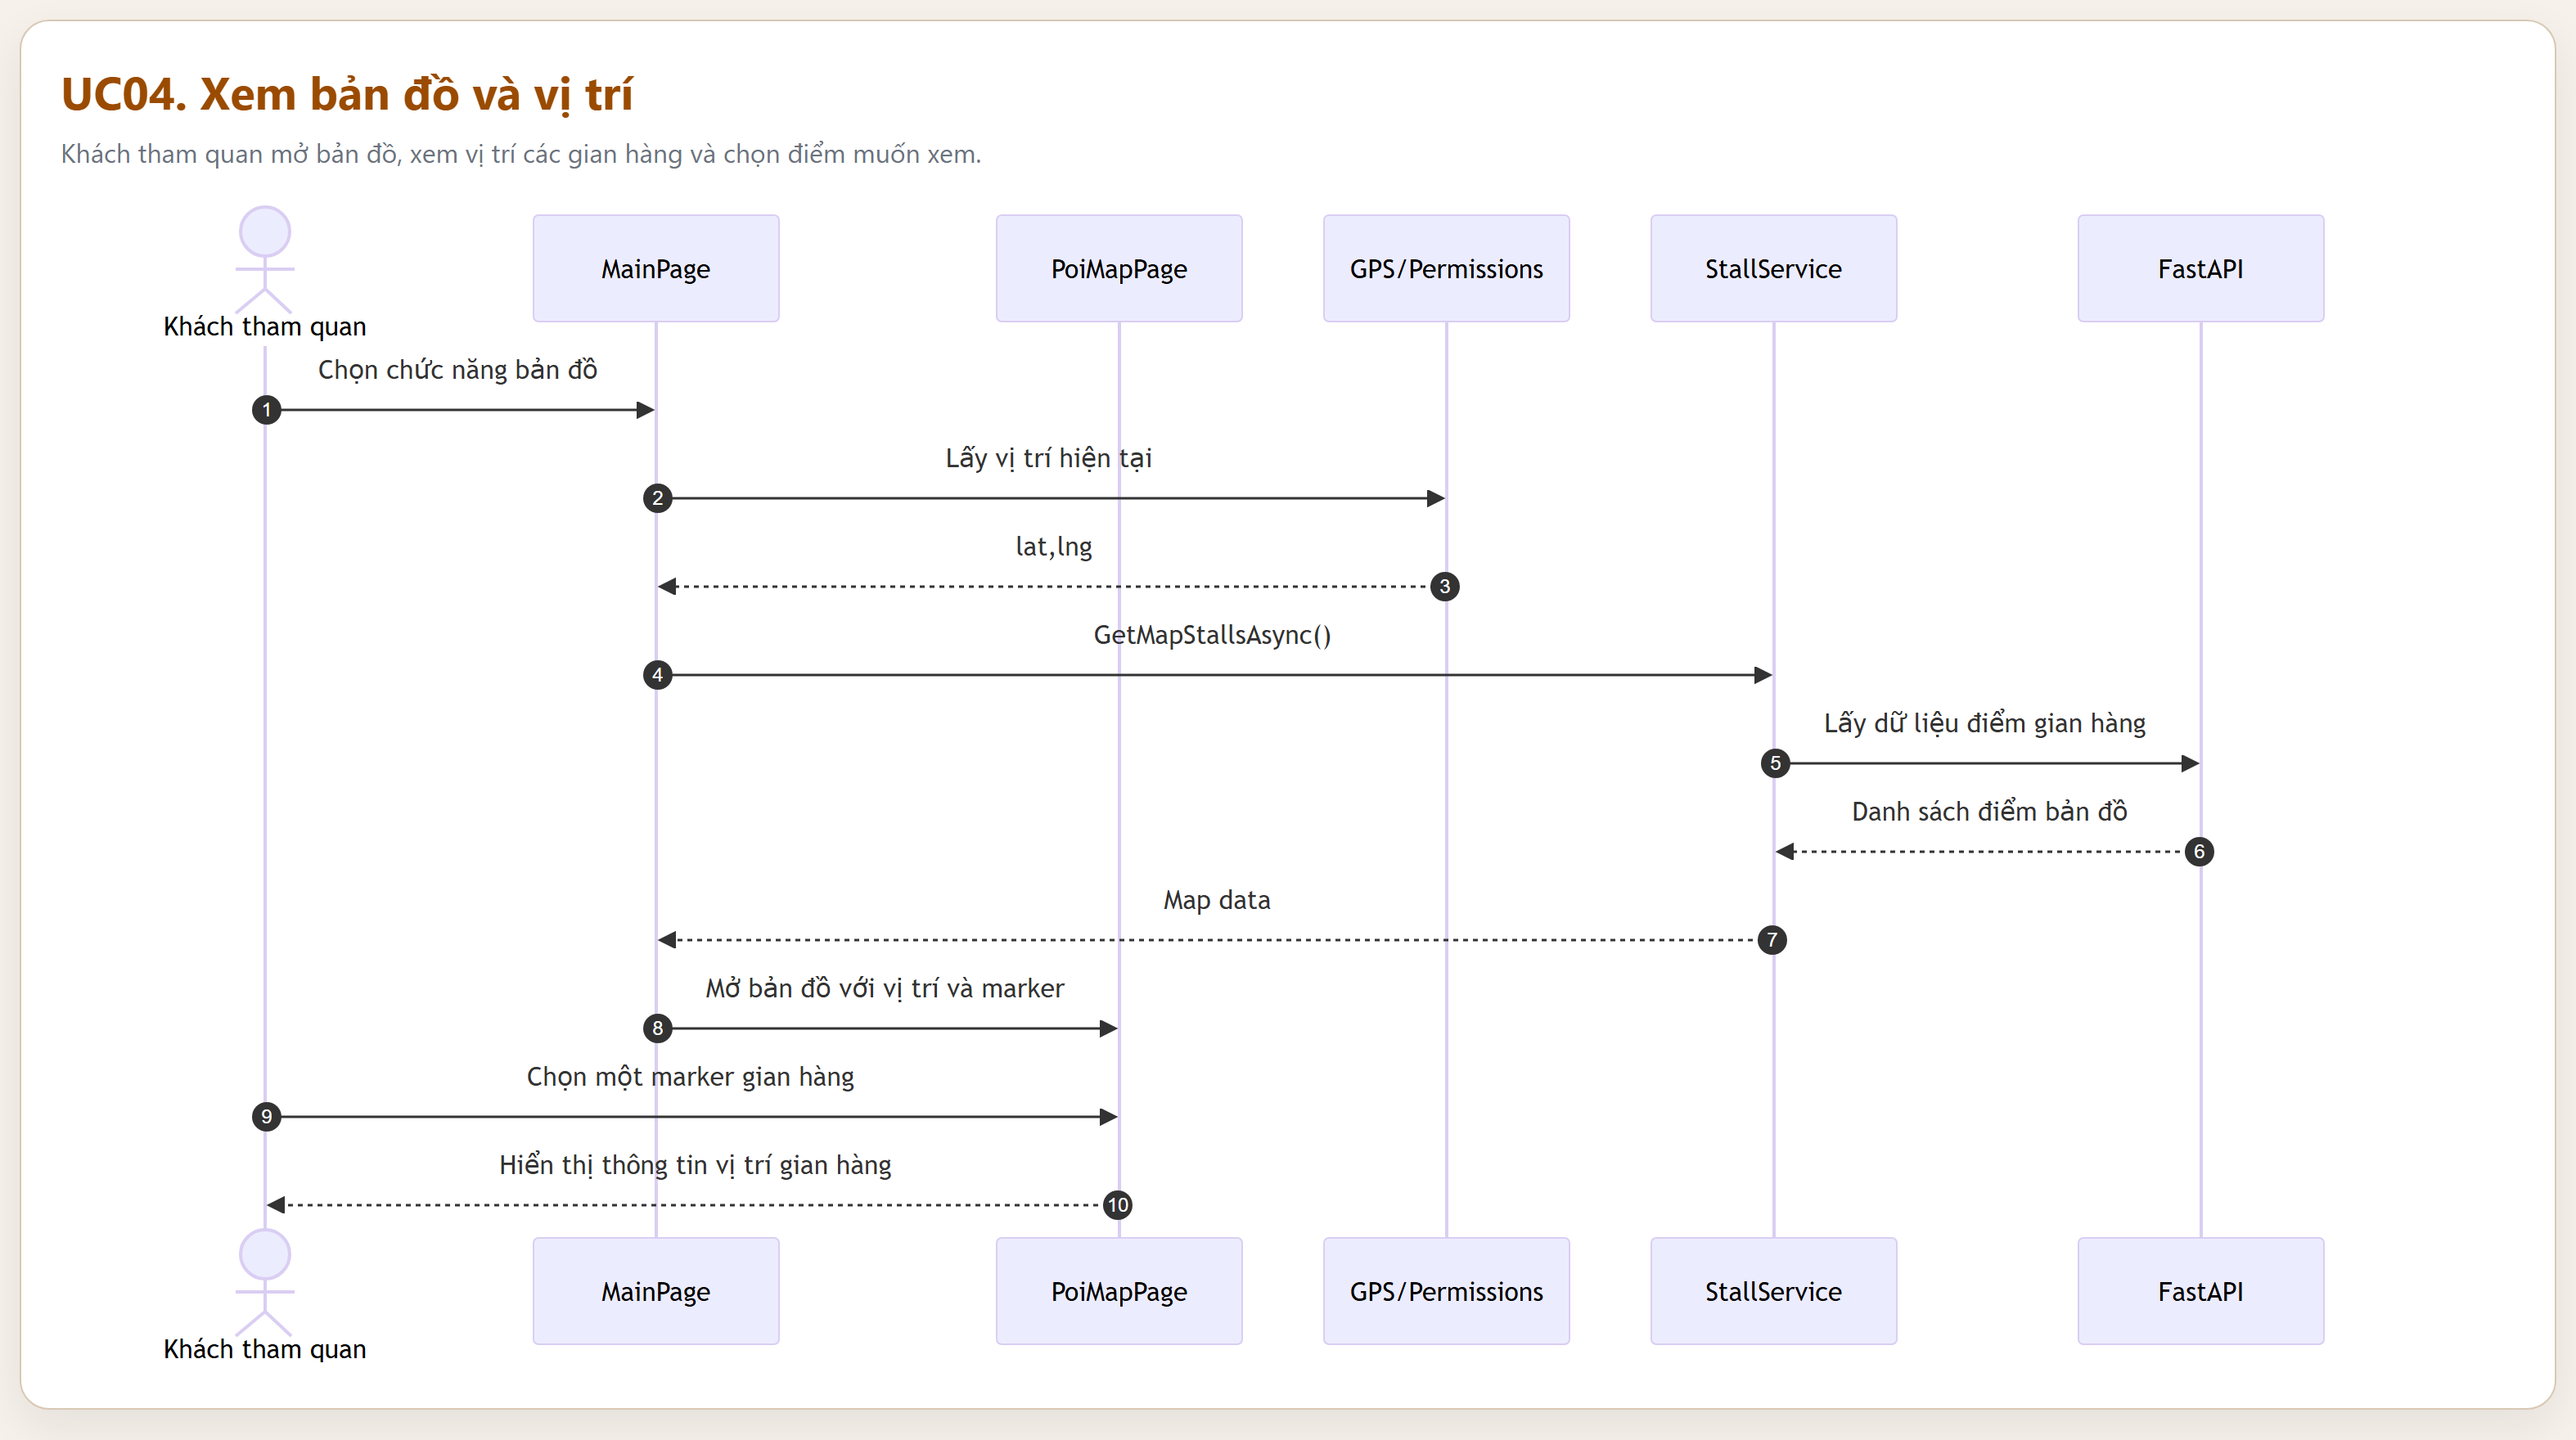 UC04. Xem bản đồ và vị trí
Khách tham quan mở bản đồ, xem vị trí các gian hàng và chọn điểm muốn xem.
Khách tham quan
MainPage
PoiMapPage
GPS/Permissions
StallService
FastAPI
Chọn chức năng bản đồ
1
Lấy vị trí hiện tại
2
lat,lng
3
GetMapStallsAsync()
4
Lấy dữ liệu điểm gian hàng
5
Danh sách điểm bản đồ
6
Map data
7
Mở bản đồ với vị trí và marker
8
Chọn một marker gian hàng
9
Hiển thị thông tin vị trí gian hàng
10
Khách tham quan
MainPage
PoiMapPage
GPS/Permissions
StallService
FastAPI